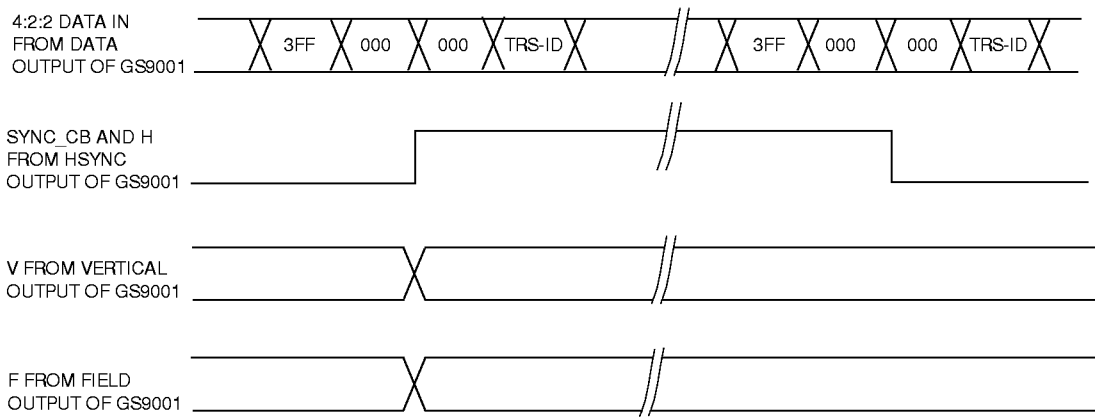 4:2:2 DATA IN
FROM DATA
OUTPUT OF GS9001
3FF 000 000 TRS-ID 3FF 000 000 TRS-ID
SYNC_CB AND H
FROM HSYNC
OUTPUT OF GS9001
V FROM VERTICAL
OUTPUT OF GS9001
F FROM FIELD
OUTPUT OF GS9001